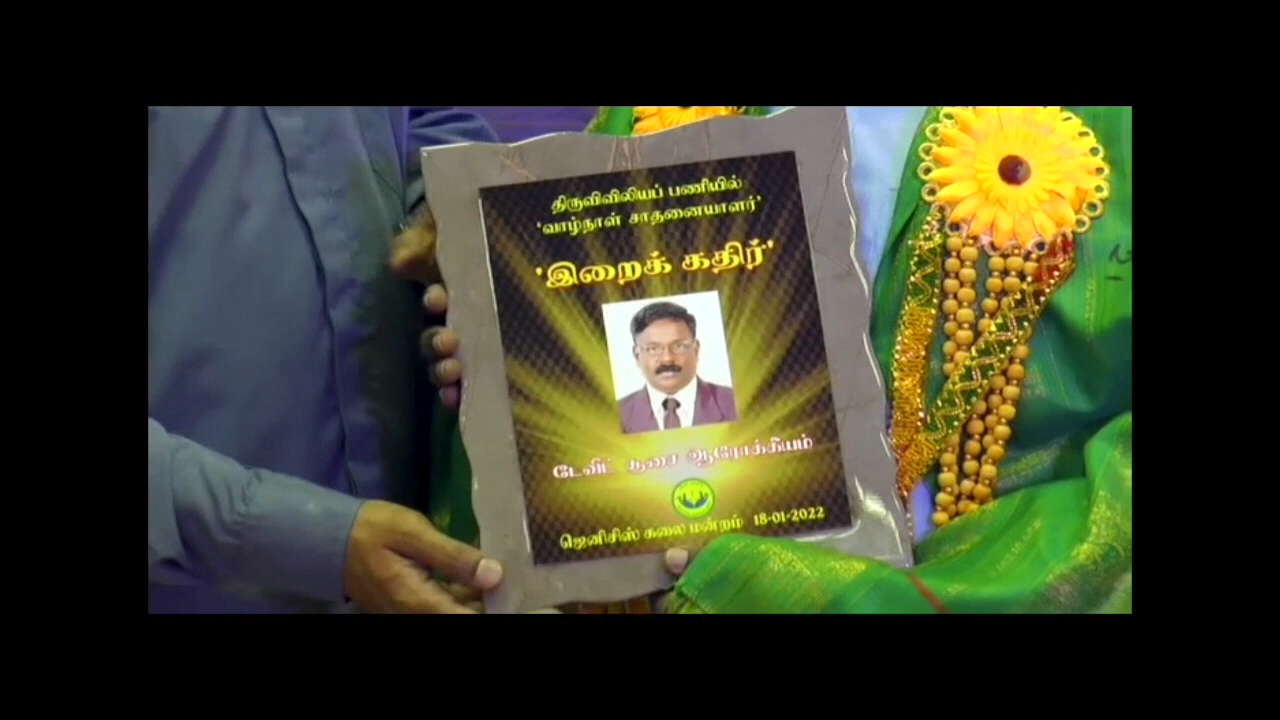 திருவிவிலியப் பணியில்
'வாழ்நாள் சாதனையாளர்'
'இறைக் கதிர்'
டேவிட் ஆரோக்கியம்
ஜெனிசிஸ் கலை மன்றம் 18-01-2022